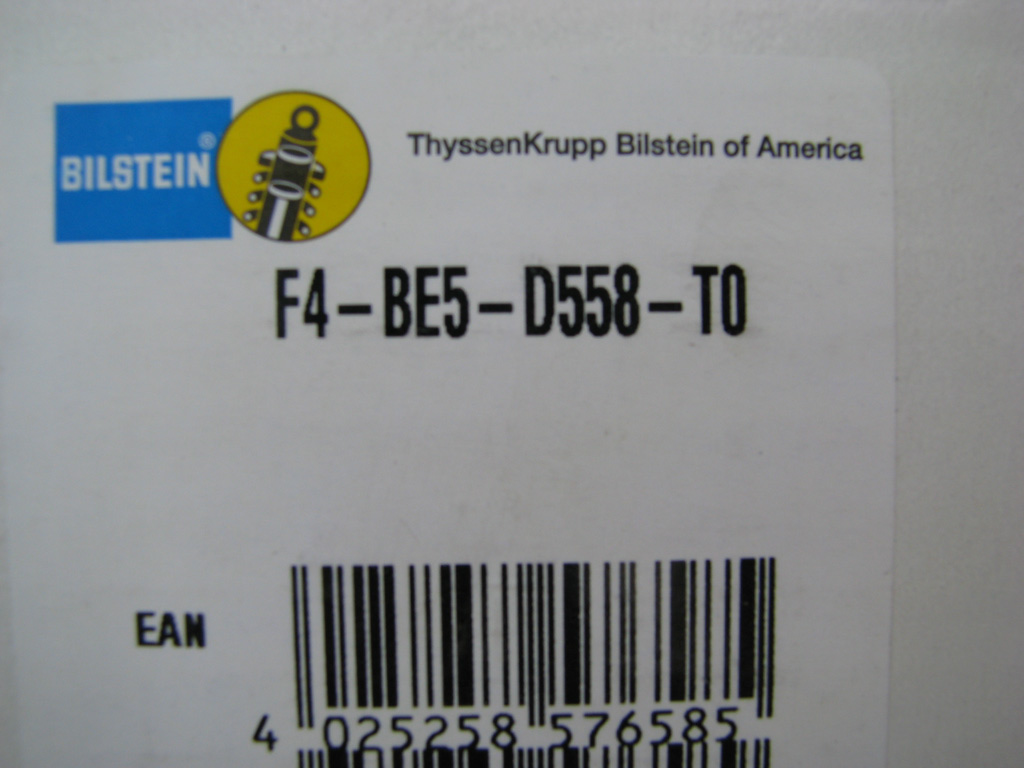 BILSTEIN®
ThyssenKrupp Bilstein of America
F4-BE5-D558-T0
EAN
4 025258 576585